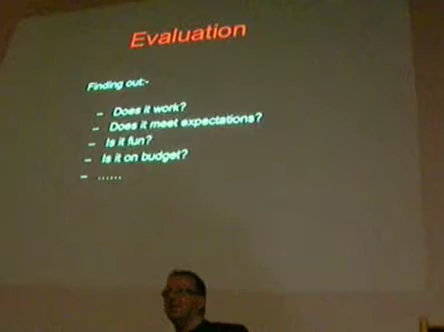 Evaluation
Finding out:-
– Does it work?
– Does it meet expectations?
– Is it fun?
– Is it on budget?
– ......